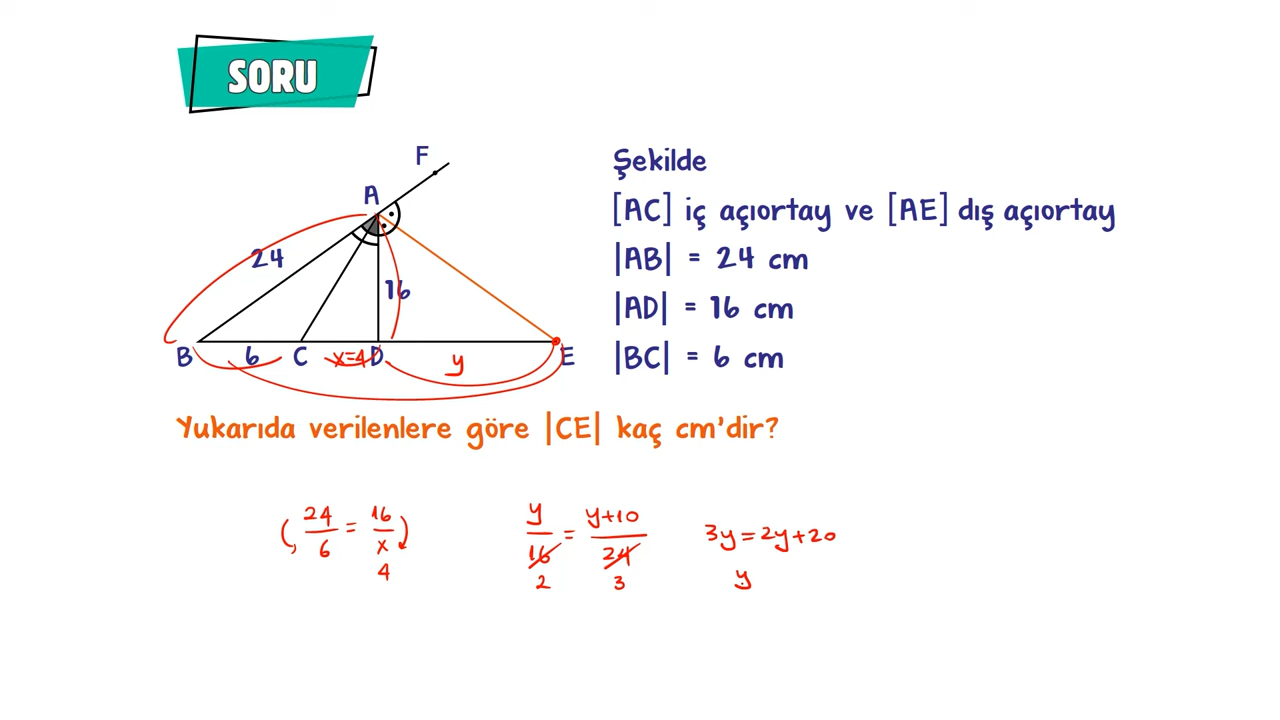 SORU
F
A
24
16
B 6 C x=4 D y E
Şekilde
[AC] iç açıortay ve [AE] dış açıortay
|AB| = 24 cm
|AD| = 16 cm
|BC| = 6 cm
Yukarıda verilenlere göre |CE| kaç cm'dir?
24/6 = 16/x
4
y/16 = y+10/24
2 3
3y=2y+20
y